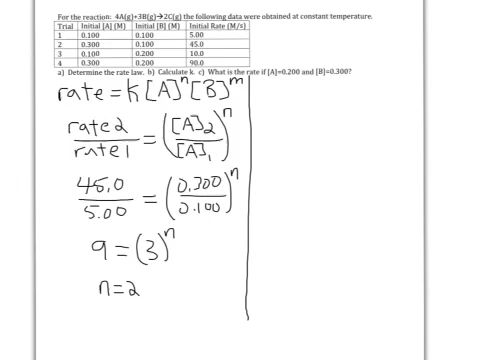 For the reaction: 4A(g)+3B(g)→2C(g) the following data were obtained at constant temperature.
Trial Initial [A] (M) Initial [B] (M) Initial Rate (M/s)
1 0.100 0.100 5.00
2 0.300 0.100 45.0
3 0.100 0.200 10.0
4 0.300 0.200 90.0
a) Determine the rate law. b) Calculate k. c) What is the rate if [A]=0.200 and [B]=0.300?
rate = k[A]ⁿ[B]ᵐ
rate2/rate1 = ([A]₂/[A]₁)ⁿ
45.0/5.00 = (0.300/0.100)ⁿ
9 = (3)ⁿ
n=2